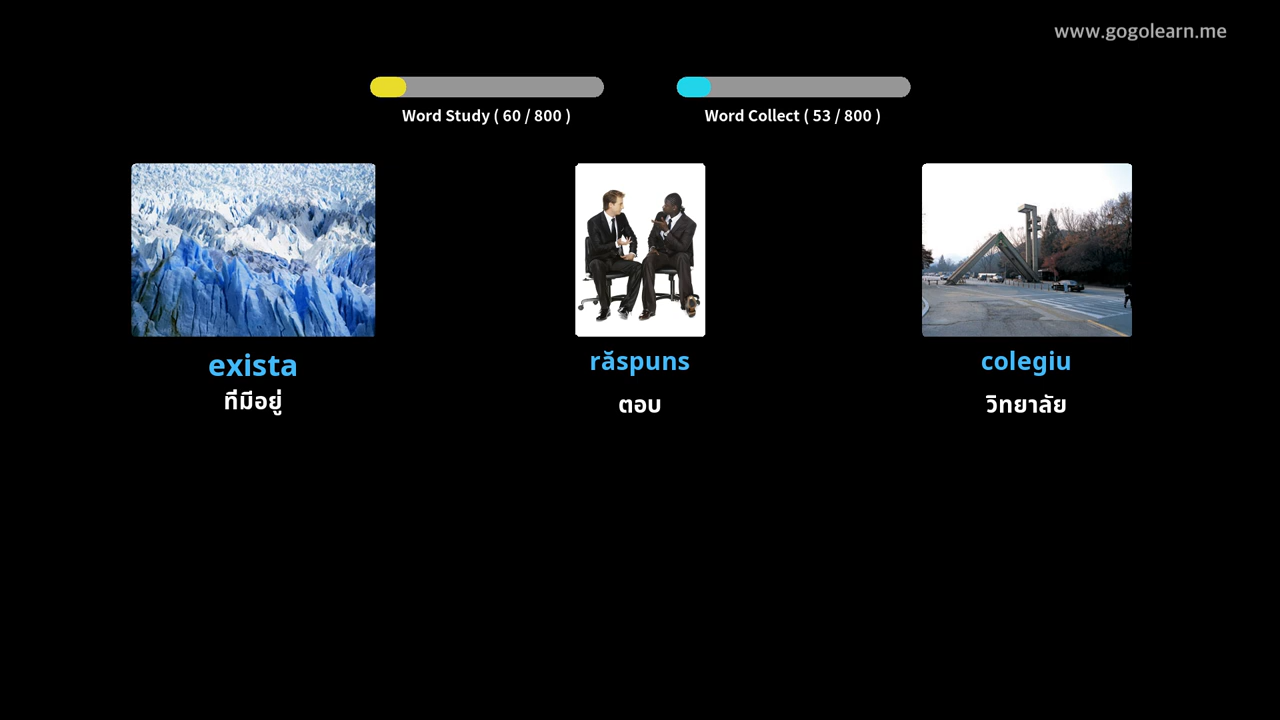 www.gogolearn.me
Word Study ( 60 / 800 )
Word Collect ( 53 / 800 )
exista
ที่มีอยู่
răspuns
ตอบ
colegiu
วิทยาลัย